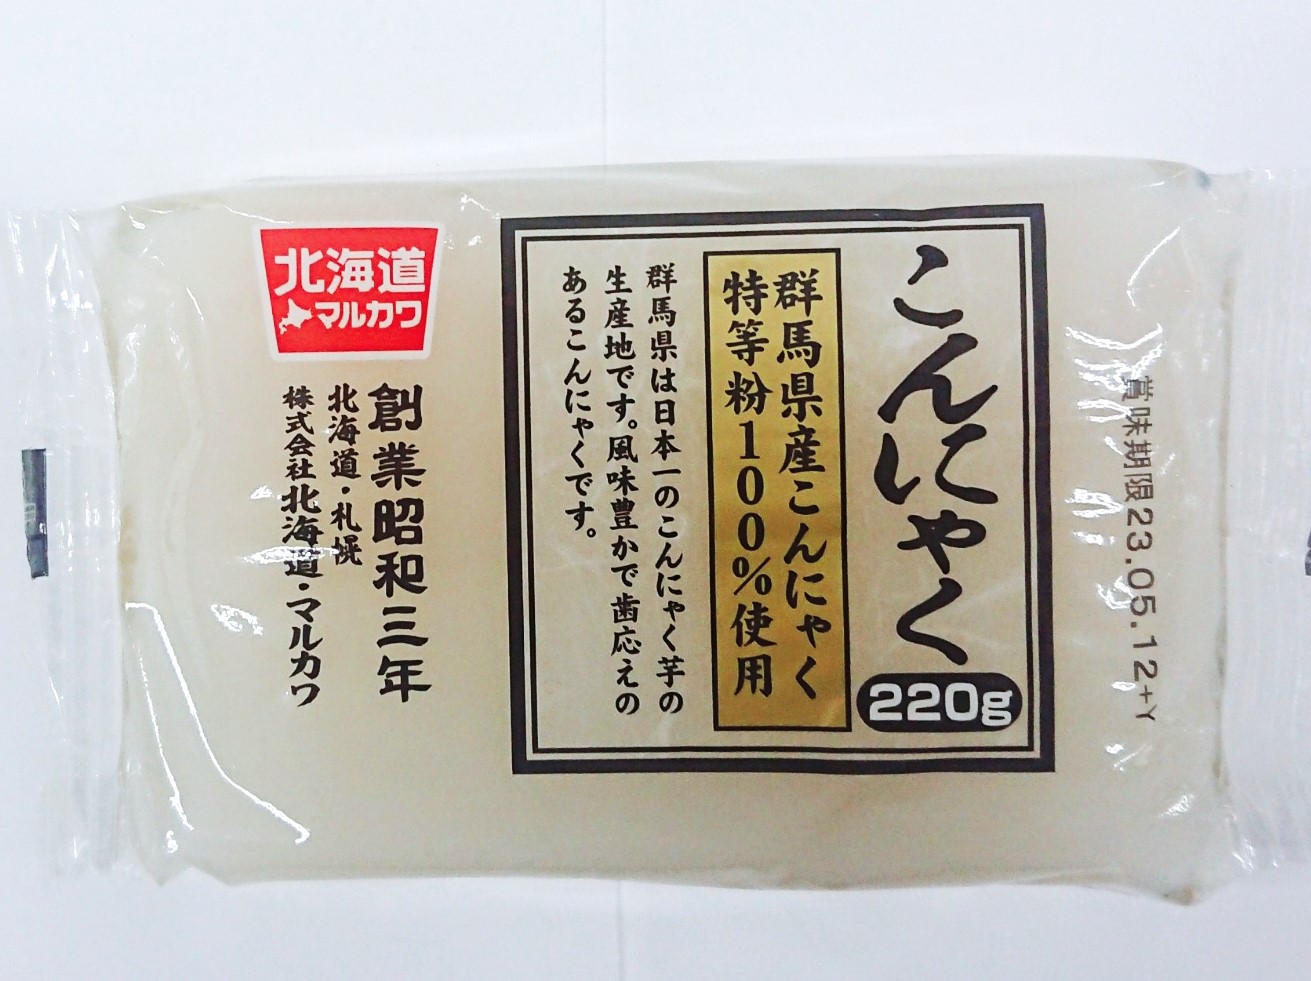 賞味期限23.05.12+Y
こんにゃく
220g
群馬県産こんにゃく
特等粉100%使用
群馬県は日本一のこんにゃく芋の
生産地です。風味豊かで歯応えの
あるこんにゃくです。
北海道
マルカワ
創業昭和三年
北海道・札幌
株式会社北海道・マルカワ